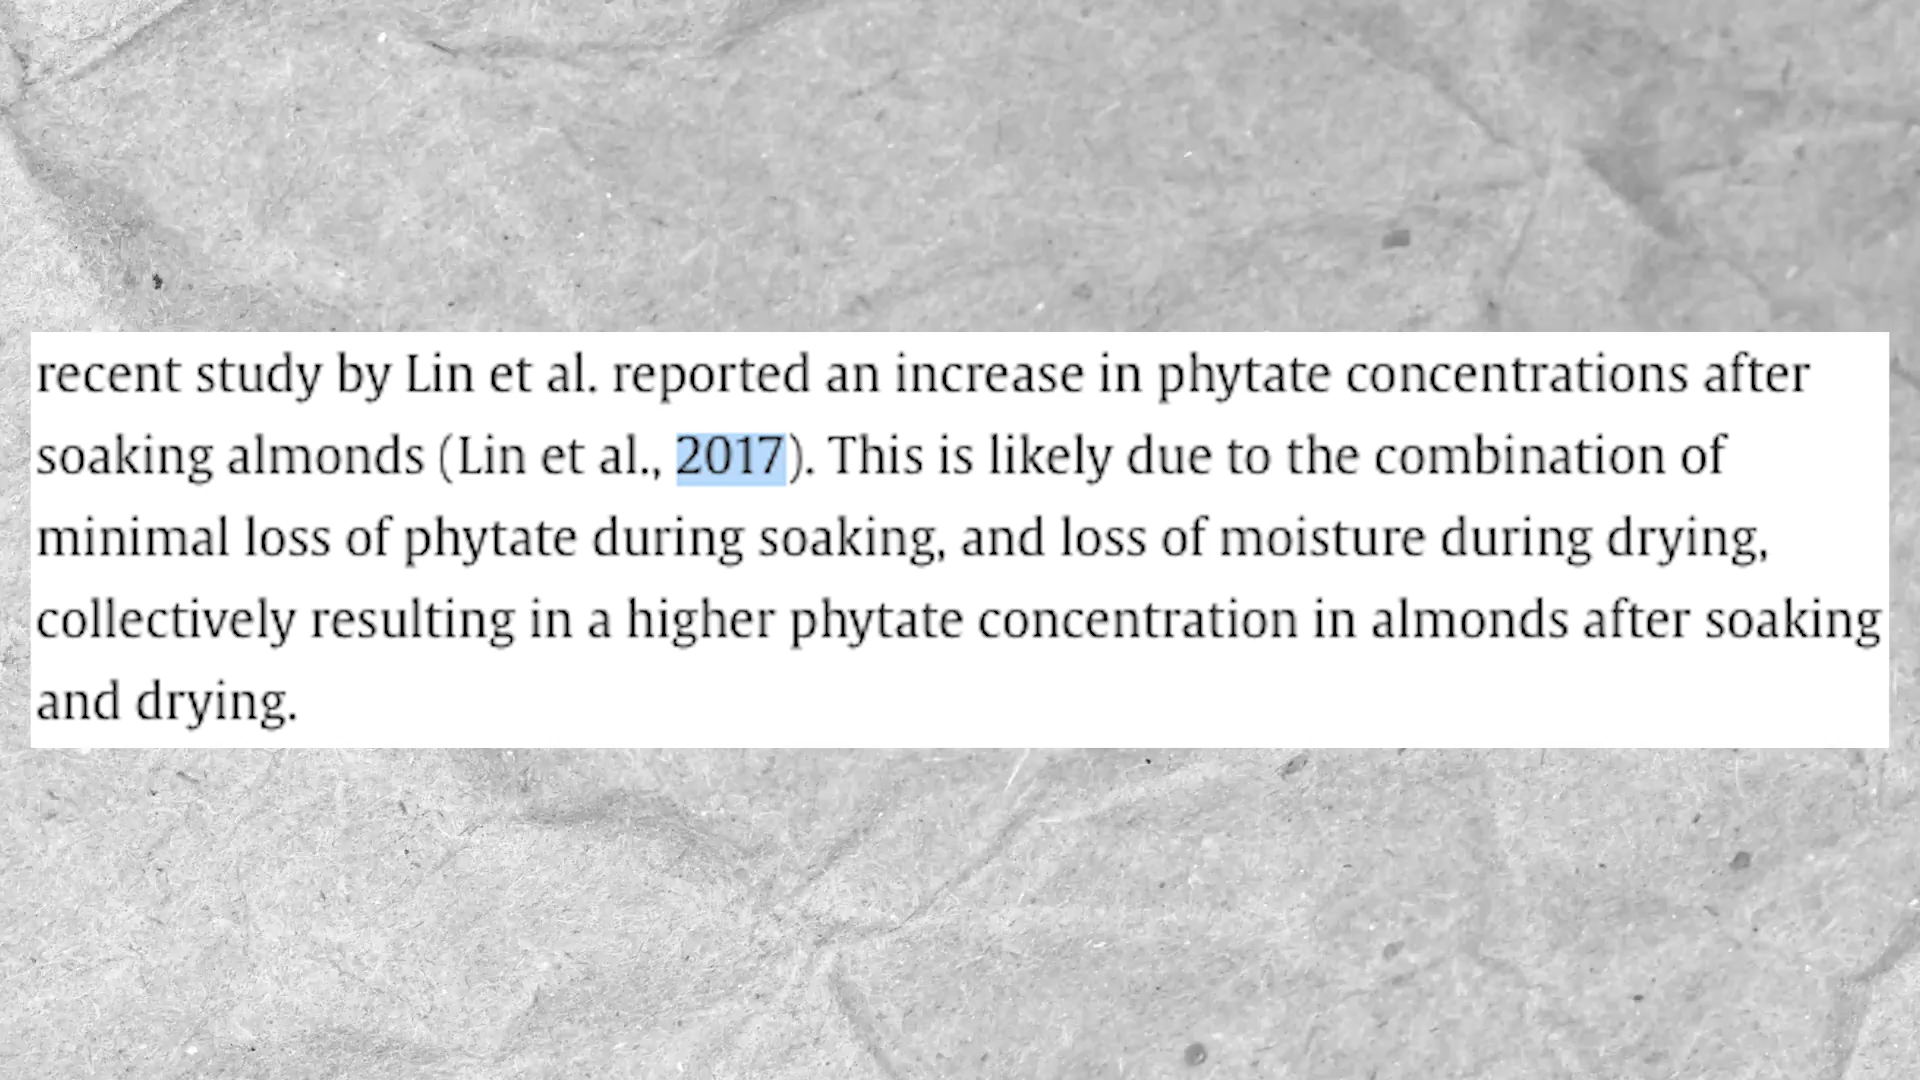 recent study by Lin et al. reported an increase in phytate concentrations after
soaking almonds (Lin et al., 2017). This is likely due to the combination of
minimal loss of phytate during soaking, and loss of moisture during drying,
collectively resulting in a higher phytate concentration in almonds after soaking
and drying.